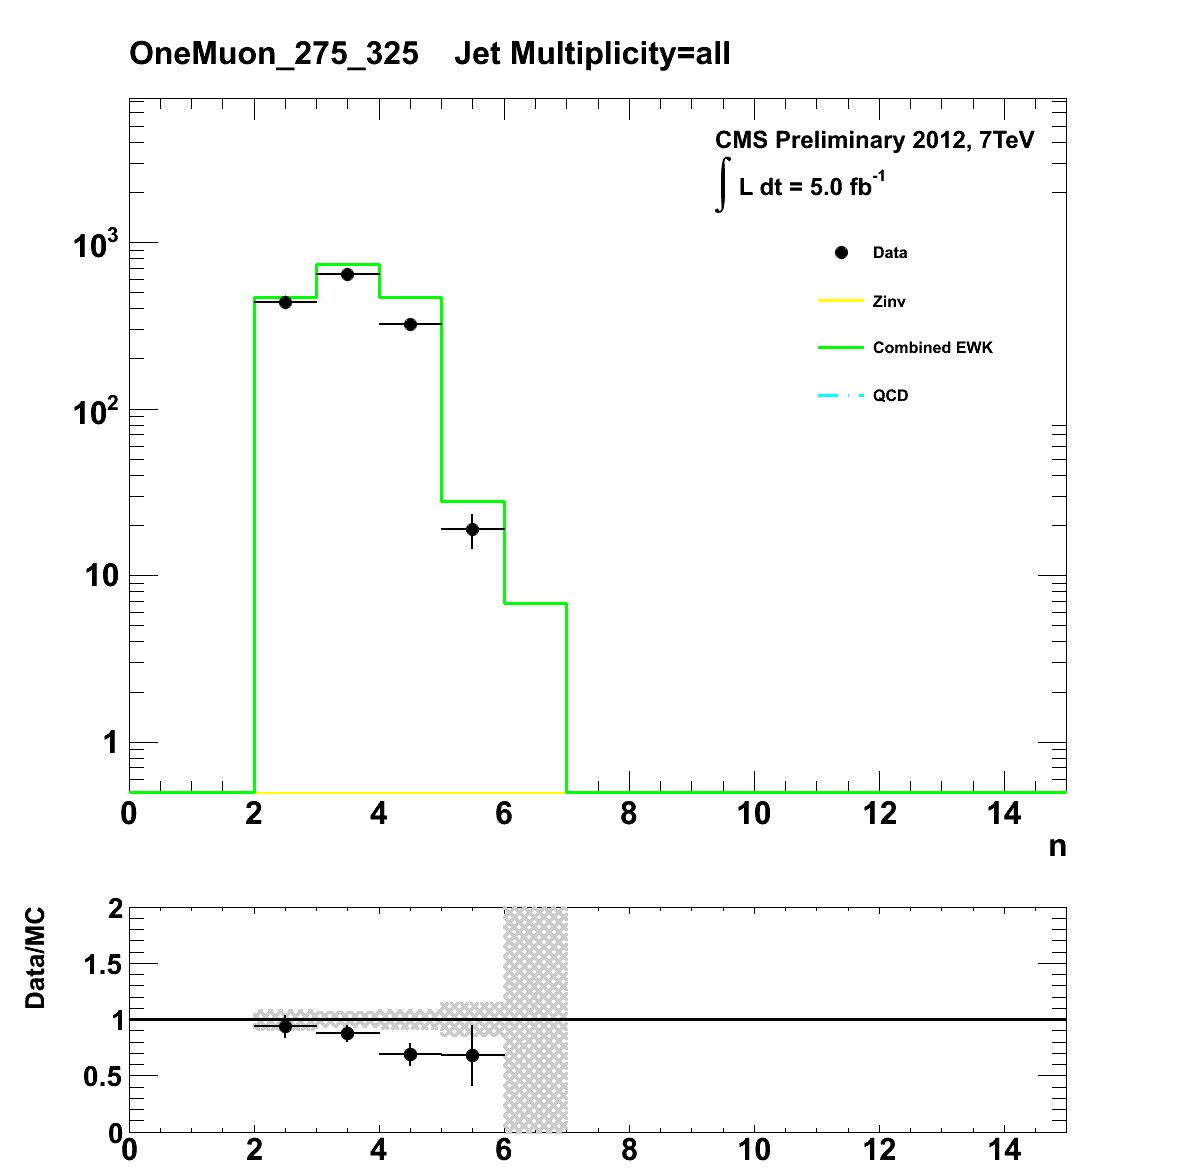 OneMuon_275_325 Jet Multiplicity=all
CMS Preliminary 2012, 7TeV
∫ L dt = 5.0 fb⁻¹
Data
Zinv
Combined EWK
QCD
10³
10²
10
1
0 2 4 6 8 10 12 14
n
Data/MC
2
1.5
1
0.5
0
0 2 4 6 8 10 12 14